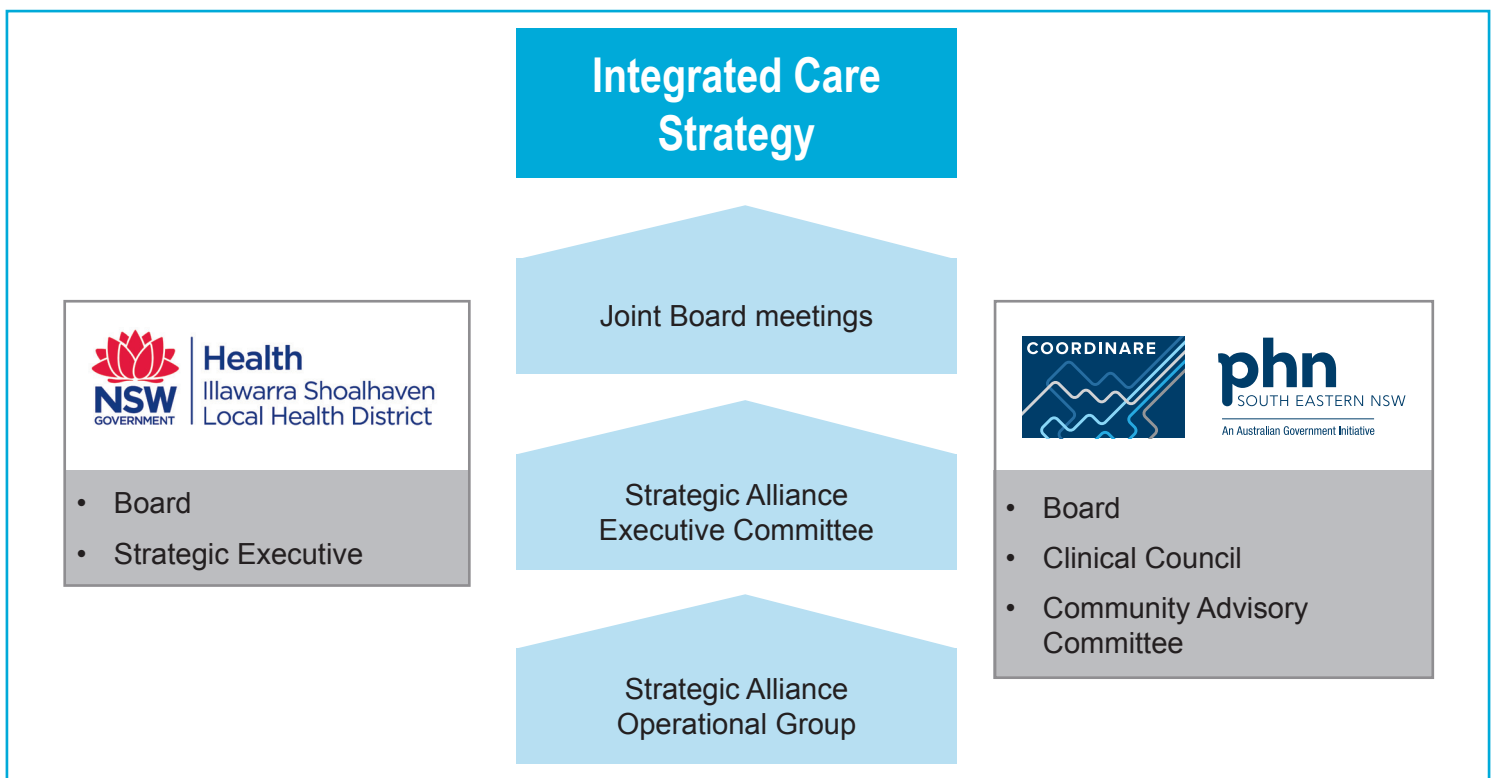 Integrated Care
Strategy
Joint Board meetings
Strategic Alliance
Executive Committee
Strategic Alliance
Operational Group
NSW
GOVERNMENT
Health
Illawarra Shoalhaven
Local Health District
• Board
• Strategic Executive
COORDINARE
phn
SOUTH EASTERN NSW
An Australian Government Initiative
• Board
• Clinical Council
• Community Advisory
Committee